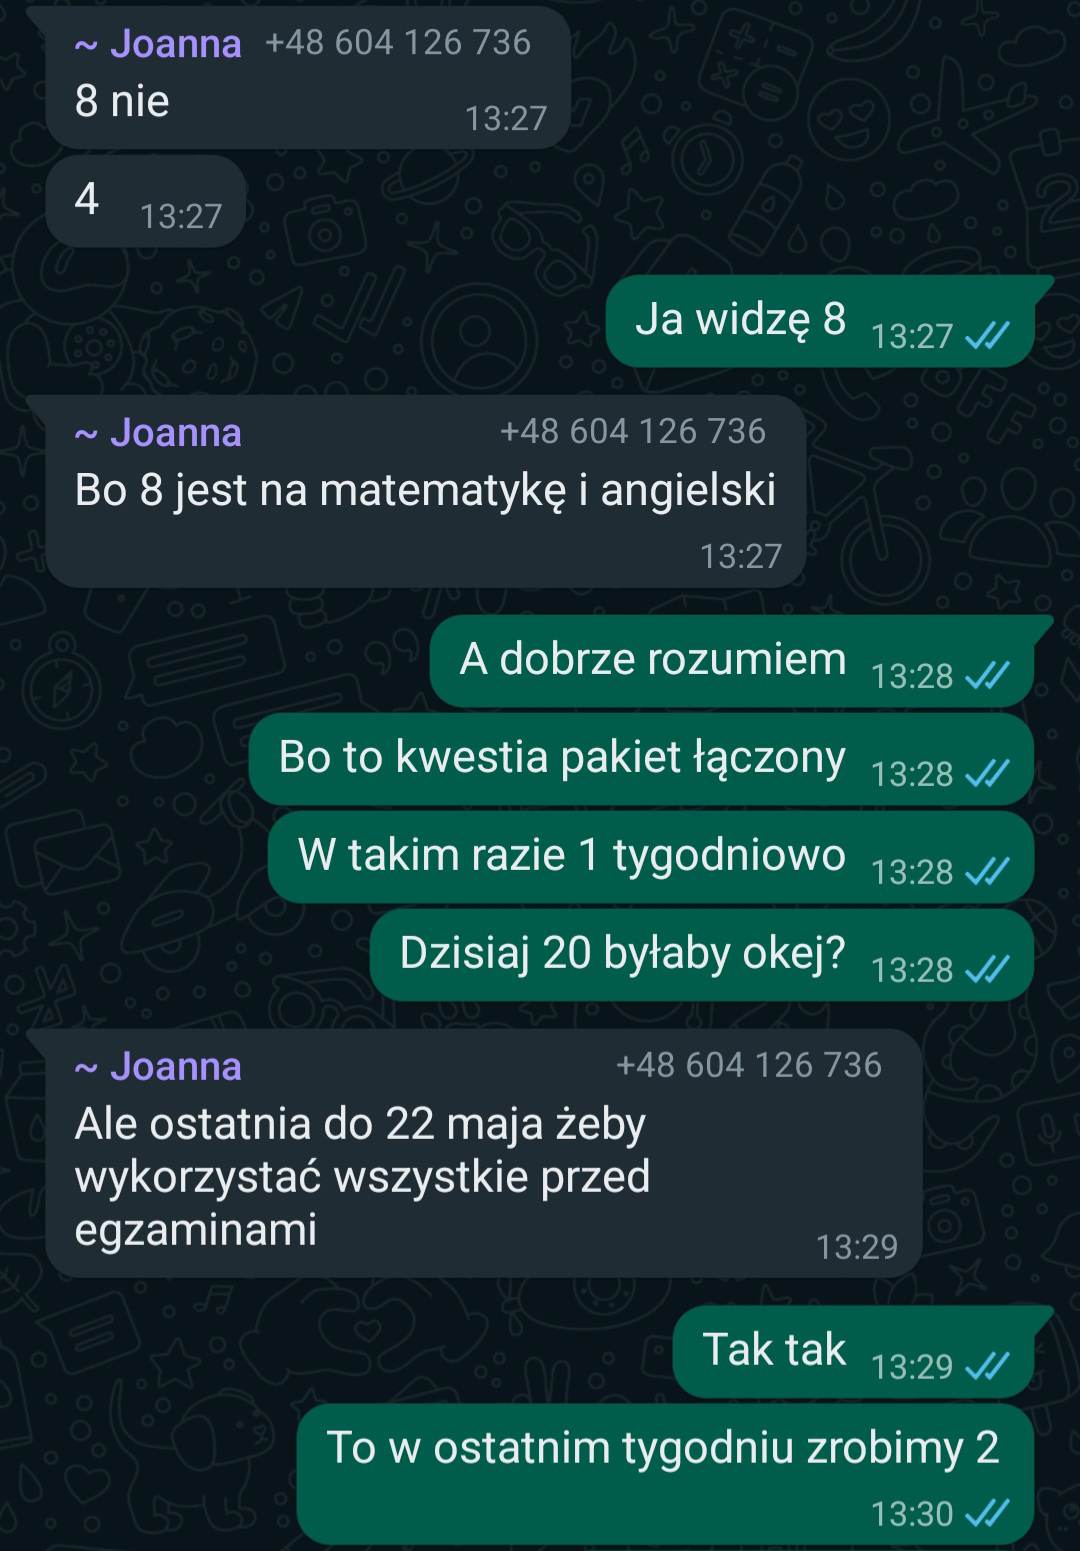 ~ Joanna +48 604 126 736
8 nie
13:27
4 13:27
Ja widzę 8 13:27
~ Joanna +48 604 126 736
Bo 8 jest na matematykę i angielski
13:27
A dobrze rozumiem 13:28
Bo to kwestia pakiet łączony 13:28
W takim razie 1 tygodniowo 13:28
Dzisiaj 20 byłaby okej? 13:28
~ Joanna +48 604 126 736
Ale ostatnia do 22 maja żeby
wykorzystać wszystkie przed
egzaminami
13:29
Tak tak 13:29
To w ostatnim tygodniu zrobimy 2
13:30